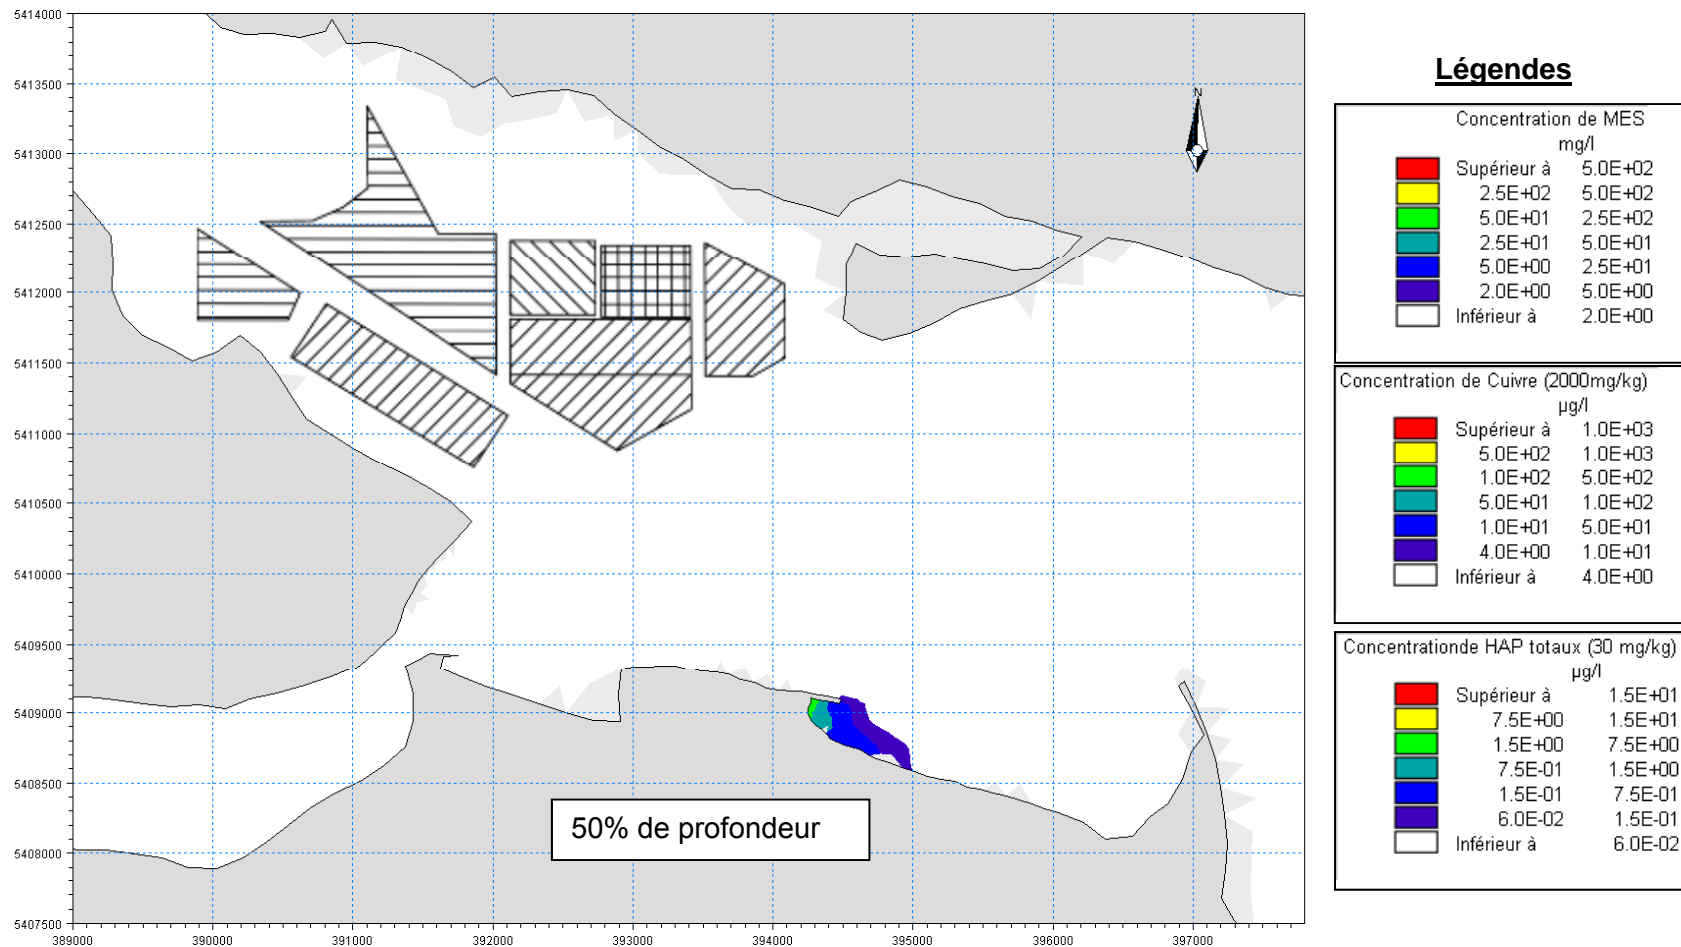 5414000
5413500
5413000
5412500
5412000
5411500
5411000
5410500
5410000
5409500
5409000
5408500
5408000
5407500
389000 390000 391000 392000 393000 394000 395000 396000 397000
N
50% de profondeur
Légendes
Concentration de MES
mg/l
Supérieur à 5.0E+02
2.5E+02 5.0E+02
5.0E+01 2.5E+02
2.5E+01 5.0E+01
5.0E+00 2.5E+01
2.0E+00 5.0E+00
Inférieur à 2.0E+00
Concentration de Cuivre (2000mg/kg)
µg/l
Supérieur à 1.0E+03
5.0E+02 1.0E+03
1.0E+02 5.0E+02
5.0E+01 1.0E+02
1.0E+01 5.0E+01
4.0E+00 1.0E+01
Inférieur à 4.0E+00
Concentrationde HAP totaux (30 mg/kg)
µg/l
Supérieur à 1.5E+01
7.5E+00 1.5E+01
1.5E+00 7.5E+00
7.5E-01 1.5E+00
1.5E-01 7.5E-01
6.0E-02 1.5E-01
Inférieur à 6.0E-02